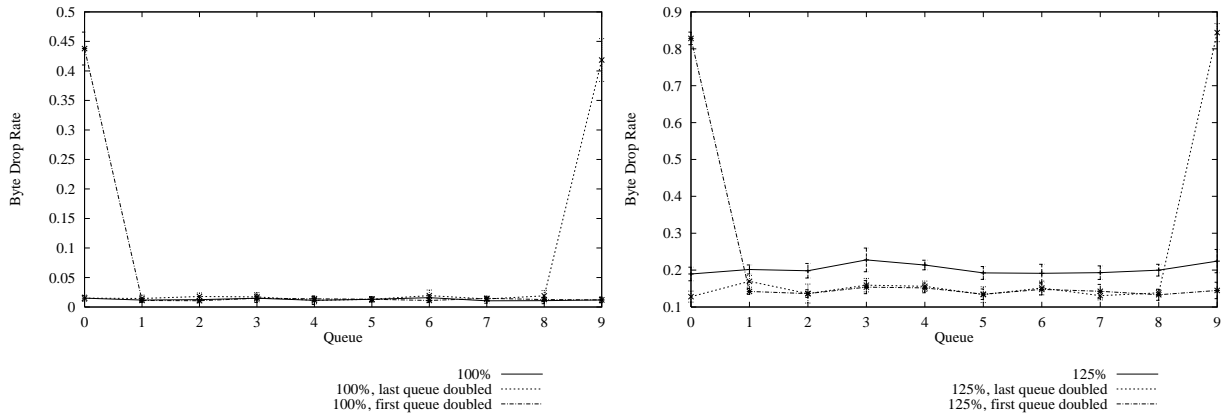 0.5
0.45
0.4
0.35
0.3
0.25
0.2
0.15
0.1
0.05
0
Byte Drop Rate
0 1 2 3 4 5 6 7 8 9
Queue
100%
100%, last queue doubled
100%, first queue doubled
0.9
0.8
0.7
0.6
0.5
0.4
0.3
0.2
0.1
Byte Drop Rate
0 1 2 3 4 5 6 7 8 9
Queue
125%
125%, last queue doubled
125%, first queue doubled